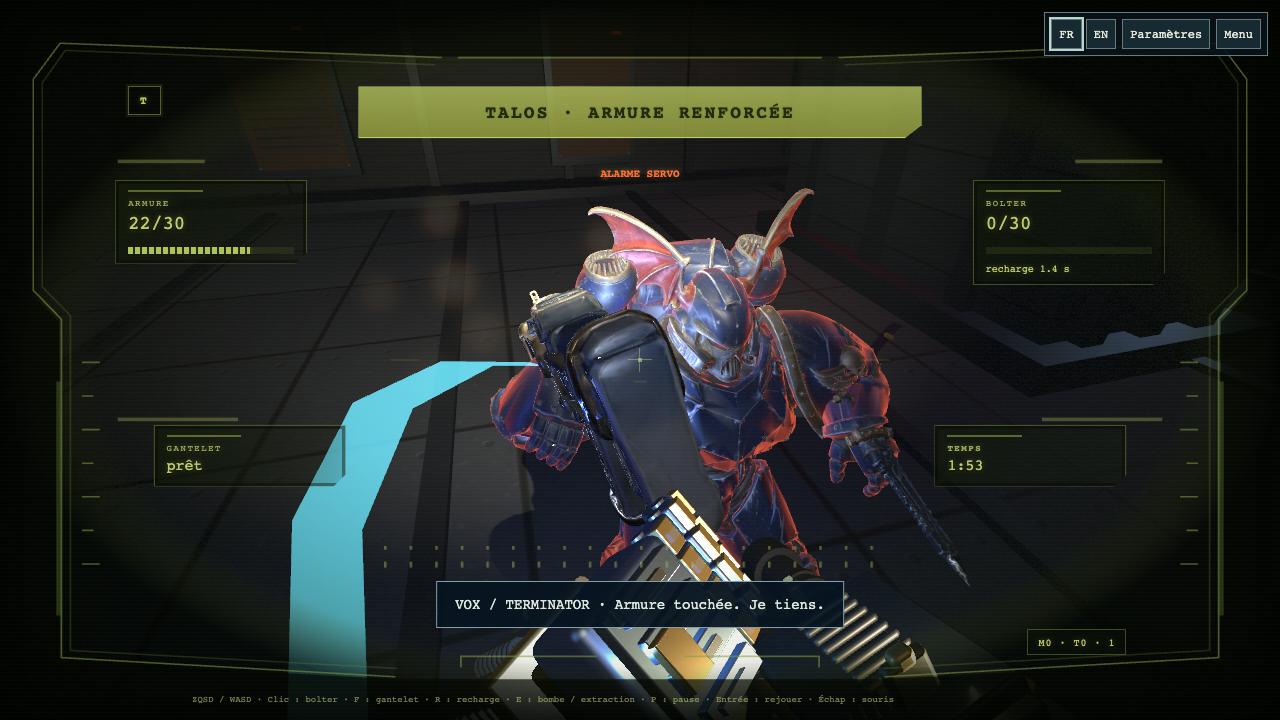 FR EN Paramètres Menu
T
TALOS · ARMURE RENFORCÉE
ALARME SERVO
ARMURE
22/30
BOLTER
0/30
recharge 1.4 s
GANTELET
prêt
TEMPS
1:53
VOX / TERMINATOR · Armure touchée. Je tiens.
M0 · T0 · 1
ZQSD / WASD · Clic : bolter · F : gantelet · R : recharge · E : bombe / extraction · P : pause · Entrée : rejouer · Échap : souris